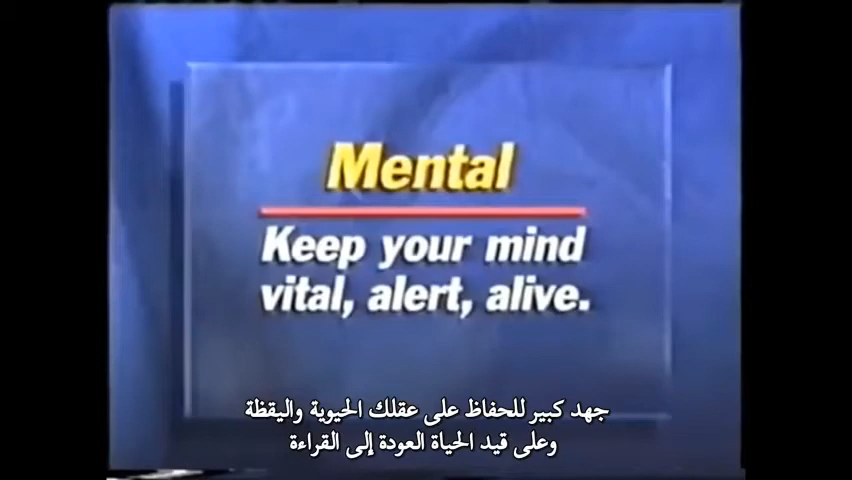 Mental
Keep your mind
vital, alert, alive.
جهد كبير للحفاظ على عقلك الحيوية واليقظة
وعلى قيد الحياة العودة إلى القراءة